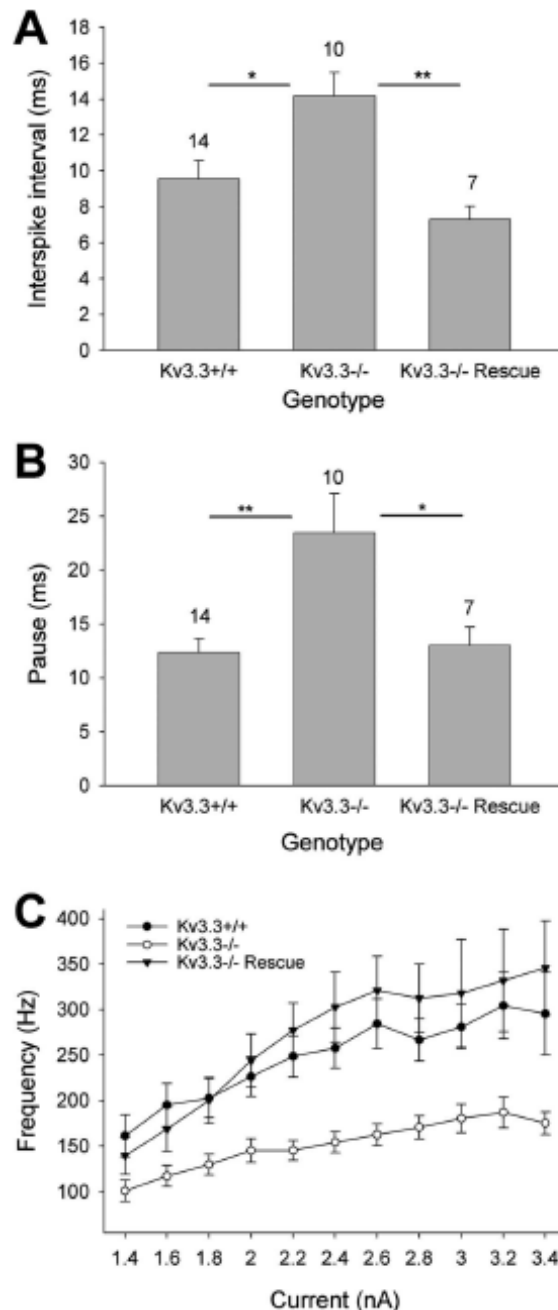 A
Interspike interval (ms)
18
16
14
12
10
8
6
4
2
0
14
*
10
**
7
Kv3.3+/+ Kv3.3-/- Kv3.3-/- Rescue
Genotype
B
Pause (ms)
30
25
20
15
10
5
0
14
**
10
*
7
Kv3.3+/+ Kv3.3-/- Kv3.3-/- Rescue
Genotype
C
Frequency (Hz)
400
350
300
250
200
150
100
Kv3.3+/+
Kv3.3-/-
Kv3.3-/- Rescue
1.4 1.6 1.8 2 2.2 2.4 2.6 2.8 3 3.2 3.4
Current (nA)